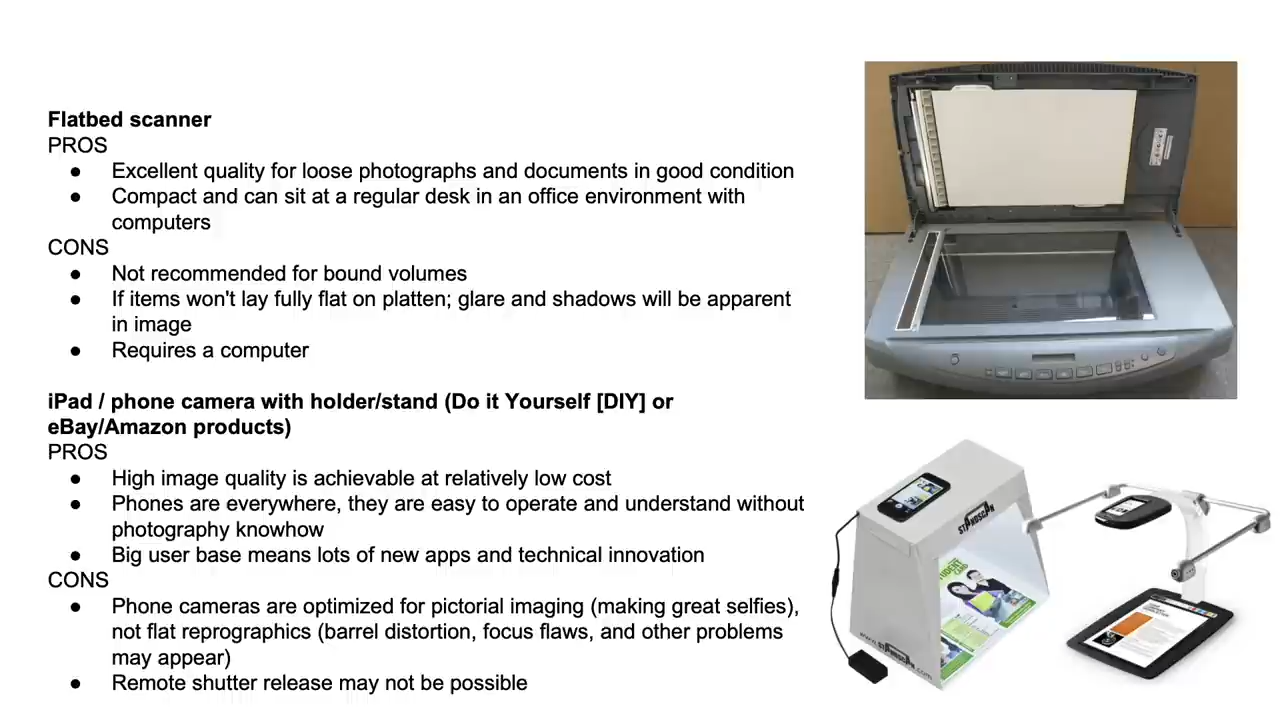 Flatbed scanner
PROS
● Excellent quality for loose photographs and documents in good condition
● Compact and can sit at a regular desk in an office environment with
computers
CONS
● Not recommended for bound volumes
● If items won't lay fully flat on platten; glare and shadows will be apparent
in image
● Requires a computer
iPad / phone camera with holder/stand (Do it Yourself [DIY] or
eBay/Amazon products)
PROS
● High image quality is achievable at relatively low cost
● Phones are everywhere, they are easy to operate and understand without
photography knowhow
● Big user base means lots of new apps and technical innovation
CONS
● Phone cameras are optimized for pictorial imaging (making great selfies),
not flat reprographics (barrel distortion, focus flaws, and other problems
may appear)
● Remote shutter release may not be possible
STANDSCAN
STUDENT
CARD
www.STANDSCAN.com